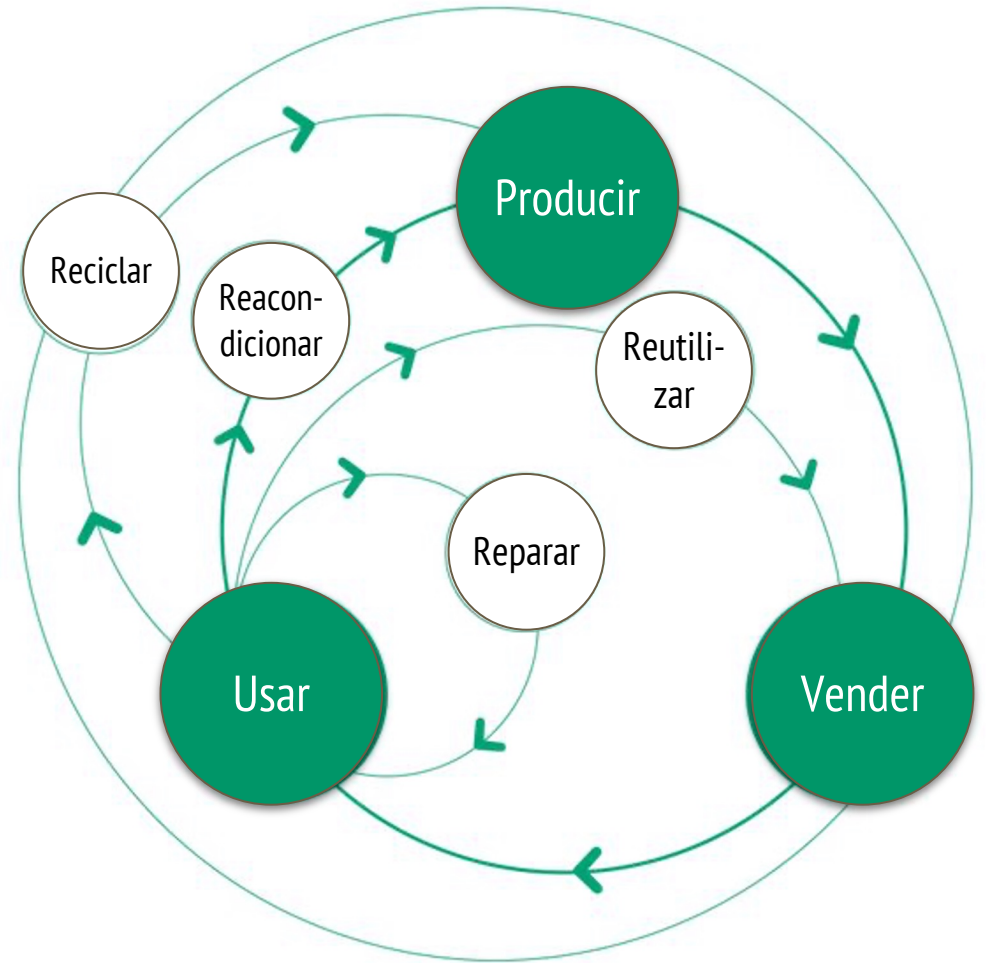 Producir
Reciclar
Reacon-
dicionar
Reutili-
zar
Reparar
Usar
Vender